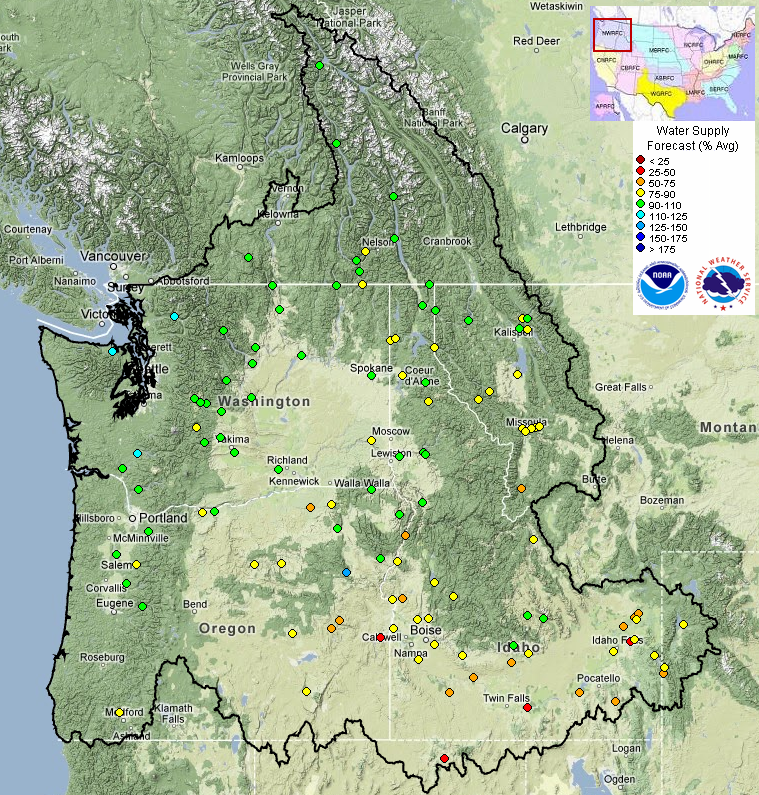 Jasper
National Park
Wetaskiwin
Red Deer
Wells Gray
Provincial Park
Banff
National Park
Calgary
Kamloops
Vernon
Kelowna
Courtenay
Lethbridge
Port Alberni
Vancouver
Nelson
Cranbrook
Nanaimo
Surrey
Abbotsford
Kalispell
Spokane
Coeur
d'Alene
Great Falls
Washington
Missoula
Montan
Moscow
Helena
Yakima
Lewiston
Richland
Kennewick
Walla Walla
Butte
Bozeman
Hillsboro
Portland
McMinnville
Salem
Corvallis
Eugene
Bend
Oregon
Boise
Caldwell
Nampa
Idaho
Idaho Falls
Roseburg
Pocatello
Twin Falls
Medford
Klamath
Falls
Ashland
Logan
Ogden
NWRFC
MBRFC
NCRFC
NERFC
CNRFC
CBRFC
OHRFC
MARFC
ABRFC
WGRFC
LMRFC
SERFC
APRFC
Water Supply
Forecast (% Avg)
< 25
25-50
50-75
75-90
90-110
110-125
125-150
150-175
> 175
NOAA
NATIONAL WEATHER SERVICE